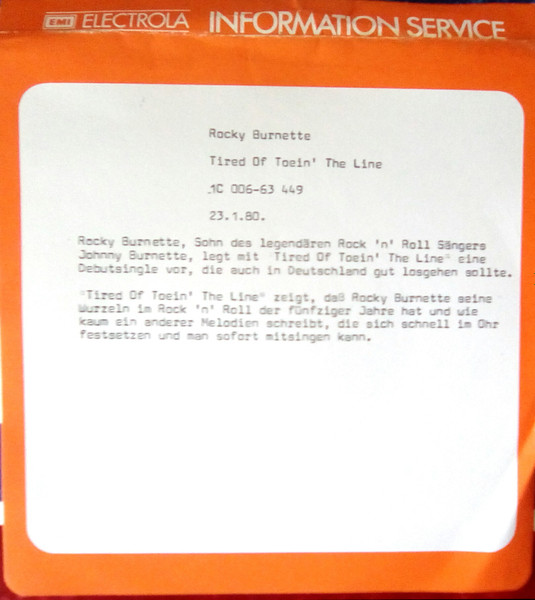 EMI ELECTROLA INFORMATION SERVICE
Rocky Burnette
Tired Of Toein' The Line
1C 006-63 449
23.1.80.
Rocky Burnette, Sohn des legendären Rock 'n' Roll Sängers
Johnny Burnette, legt mit "Tired Of Toein' The Line" eine
Debutsingle vor, die auch in Deutschland gut losgehen sollte.
"Tired Of Toein' The Line" zeigt, daß Rocky Burnette seine
Wurzeln im Rock 'n' Roll der fünfziger Jahre hat und wie
kaum ein anderer Melodien schreibt, die sich schnell im Ohr
festsetzen und man sofort mitsingen kann.